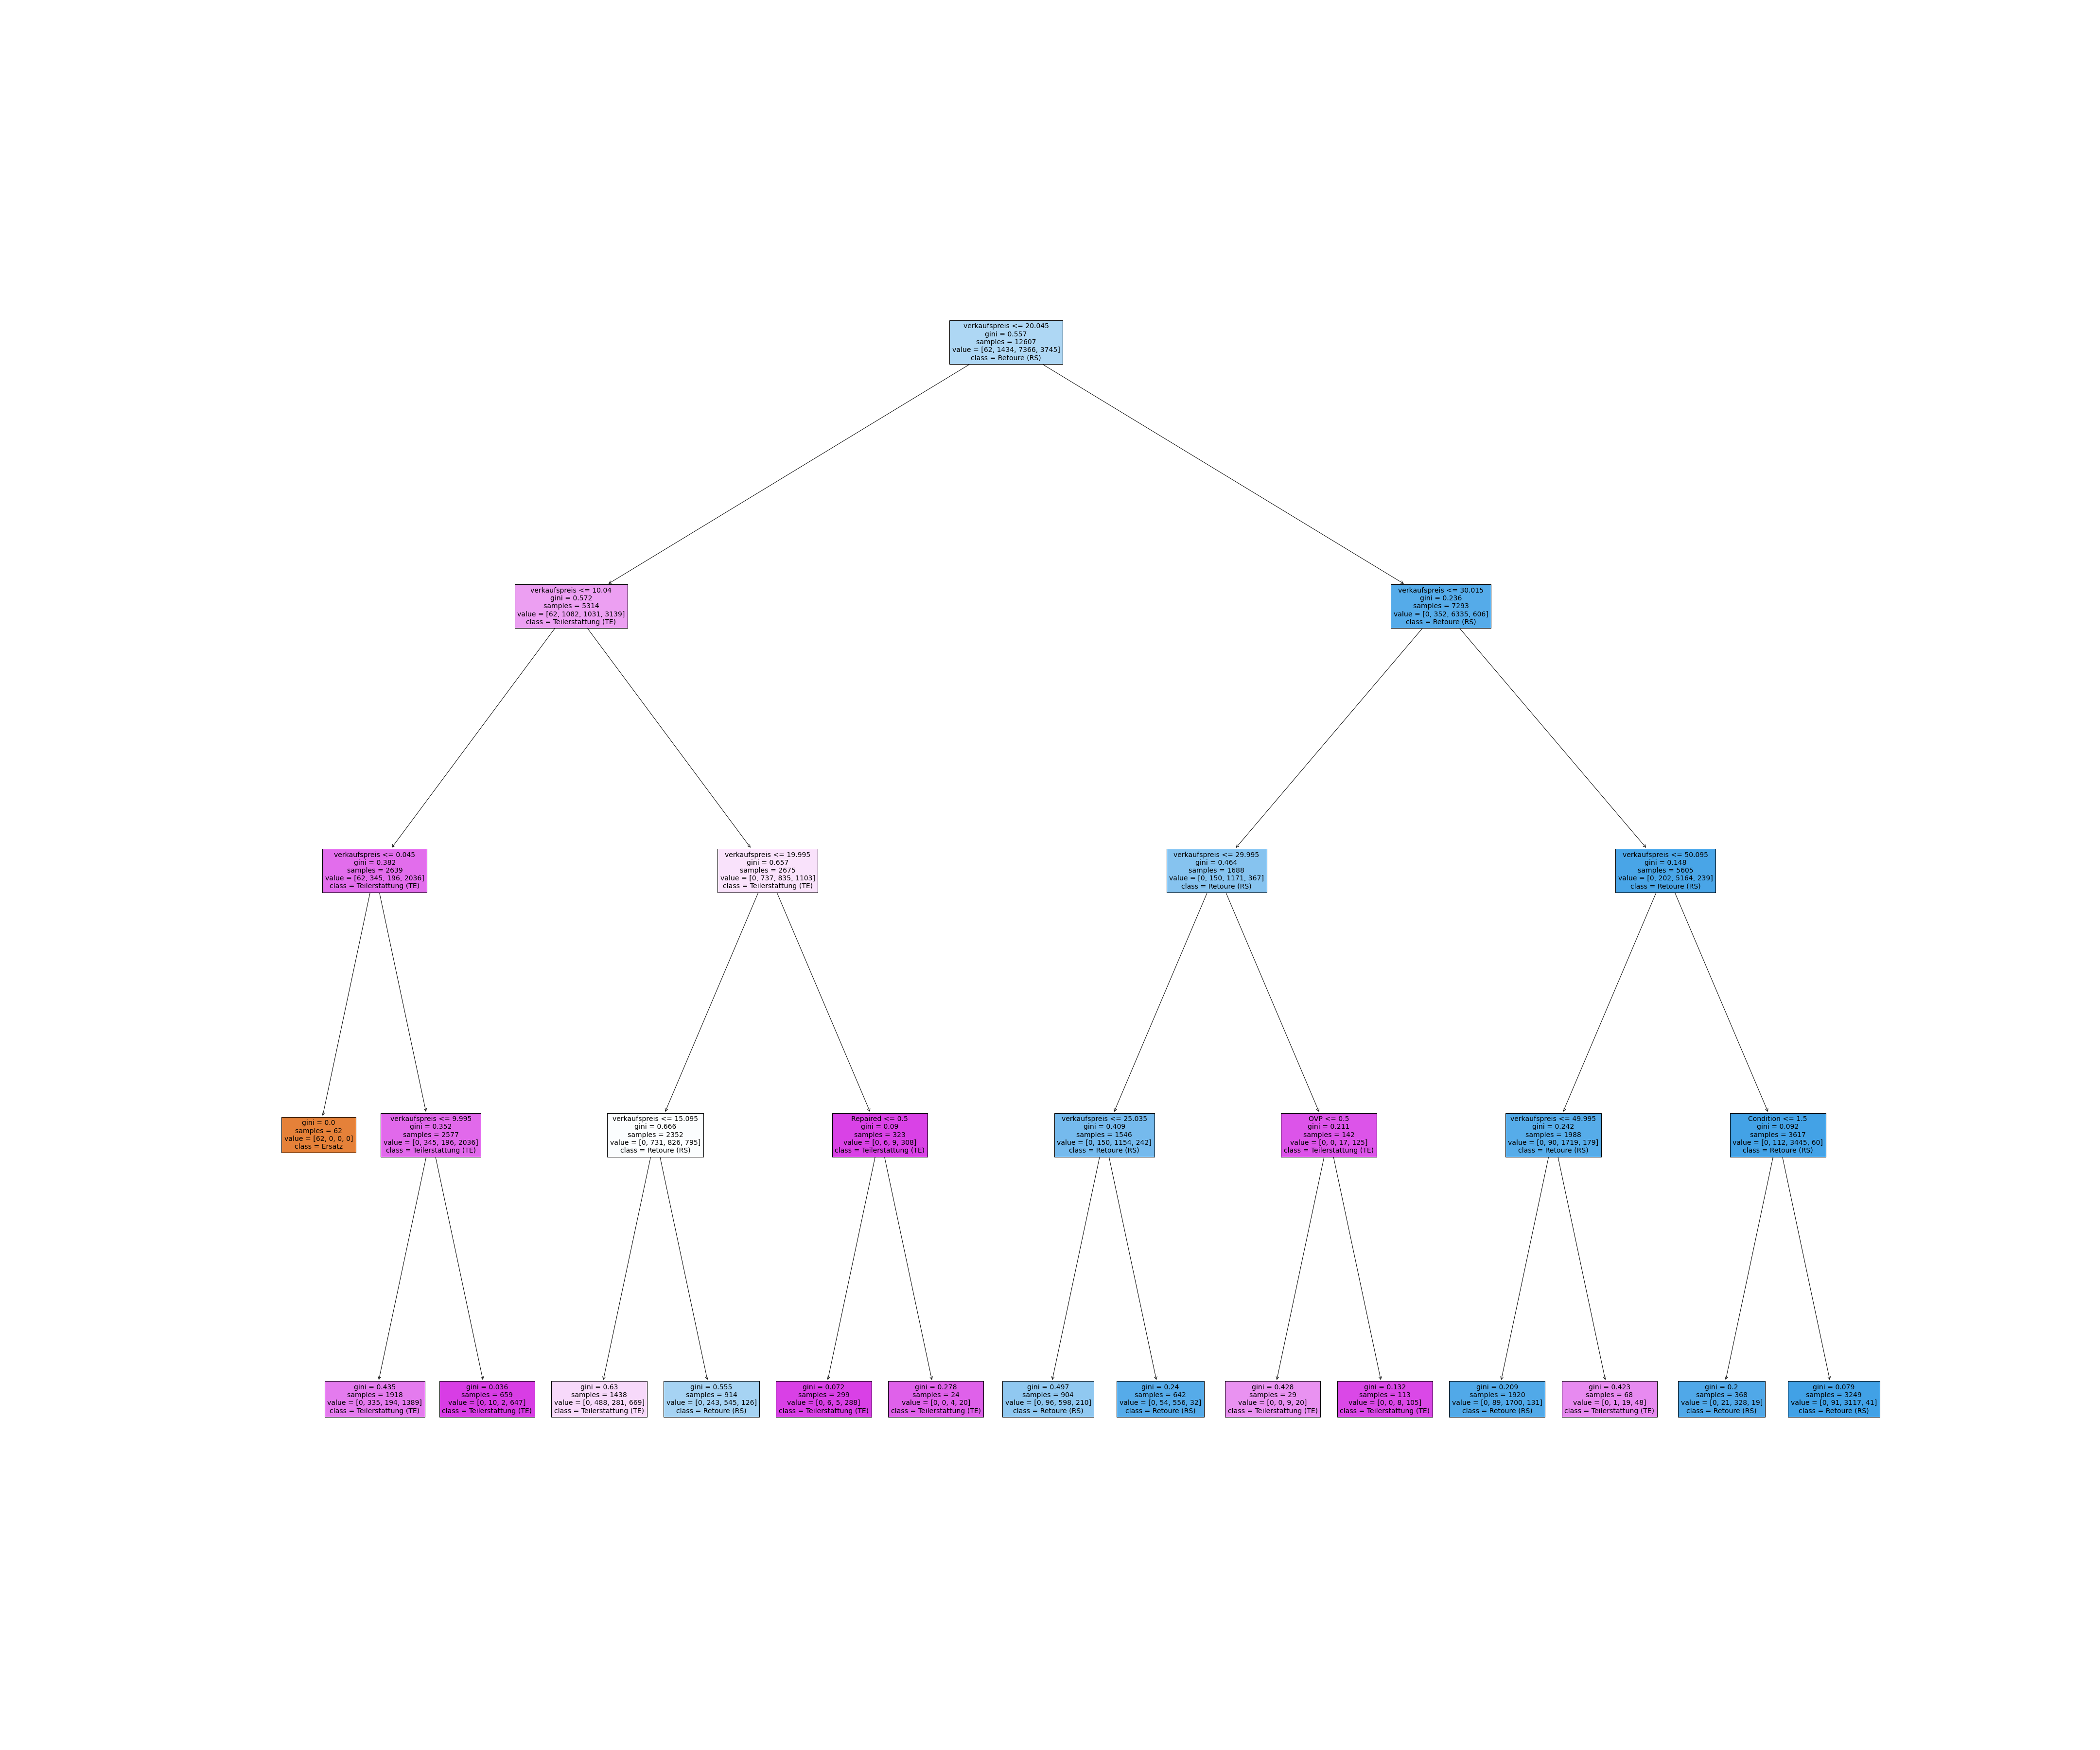 verkaufspreis <= 20.045
gini = 0.557
samples = 12607
value = [62, 1434, 7366, 3745]
class = Retoure (RS)
verkaufspreis <= 10.04
gini = 0.572
samples = 5314
value = [62, 1082, 1031, 3139]
class = Teilerstattung (TE)
verkaufspreis <= 30.015
gini = 0.236
samples = 7293
value = [0, 352, 6335, 606]
class = Retoure (RS)
verkaufspreis <= 0.045
gini = 0.382
samples = 2639
value = [62, 345, 196, 2036]
class = Teilerstattung (TE)
verkaufspreis <= 19.995
gini = 0.657
samples = 2675
value = [0, 737, 835, 1103]
class = Teilerstattung (TE)
verkaufspreis <= 29.995
gini = 0.464
samples = 1688
value = [0, 150, 1171, 367]
class = Retoure (RS)
verkaufspreis <= 50.095
gini = 0.148
samples = 5605
value = [0, 202, 5164, 239]
class = Retoure (RS)
gini = 0.0
samples = 62
value = [62, 0, 0, 0]
class = Ersatz
verkaufspreis <= 9.995
gini = 0.352
samples = 2577
value = [0, 345, 196, 2036]
class = Teilerstattung (TE)
verkaufspreis <= 15.095
gini = 0.666
samples = 2352
value = [0, 731, 826, 795]
class = Retoure (RS)
Repaired <= 0.5
gini = 0.09
samples = 323
value = [0, 6, 9, 308]
class = Teilerstattung (TE)
verkaufspreis <= 25.035
gini = 0.409
samples = 1546
value = [0, 150, 1154, 242]
class = Retoure (RS)
OVP <= 0.5
gini = 0.211
samples = 142
value = [0, 0, 17, 125]
class = Teilerstattung (TE)
verkaufspreis <= 49.995
gini = 0.242
samples = 1988
value = [0, 90, 1719, 179]
class = Retoure (RS)
Condition <= 1.5
gini = 0.092
samples = 3617
value = [0, 112, 3445, 60]
class = Retoure (RS)
gini = 0.435
samples = 1918
value = [0, 335, 194, 1389]
class = Teilerstattung (TE)
gini = 0.036
samples = 659
value = [0, 10, 2, 647]
class = Teilerstattung (TE)
gini = 0.63
samples = 1438
value = [0, 488, 281, 669]
class = Teilerstattung (TE)
gini = 0.555
samples = 914
value = [0, 243, 545, 126]
class = Retoure (RS)
gini = 0.072
samples = 299
value = [0, 6, 5, 288]
class = Teilerstattung (TE)
gini = 0.278
samples = 24
value = [0, 0, 4, 20]
class = Teilerstattung (TE)
gini = 0.497
samples = 904
value = [0, 96, 598, 210]
class = Retoure (RS)
gini = 0.24
samples = 642
value = [0, 54, 556, 32]
class = Retoure (RS)
gini = 0.428
samples = 29
value = [0, 0, 9, 20]
class = Teilerstattung (TE)
gini = 0.132
samples = 113
value = [0, 0, 8, 105]
class = Teilerstattung (TE)
gini = 0.209
samples = 1920
value = [0, 89, 1700, 131]
class = Retoure (RS)
gini = 0.423
samples = 68
value = [0, 1, 19, 48]
class = Teilerstattung (TE)
gini = 0.2
samples = 368
value = [0, 21, 328, 19]
class = Retoure (RS)
gini = 0.079
samples = 3249
value = [0, 91, 3117, 41]
class = Retoure (RS)